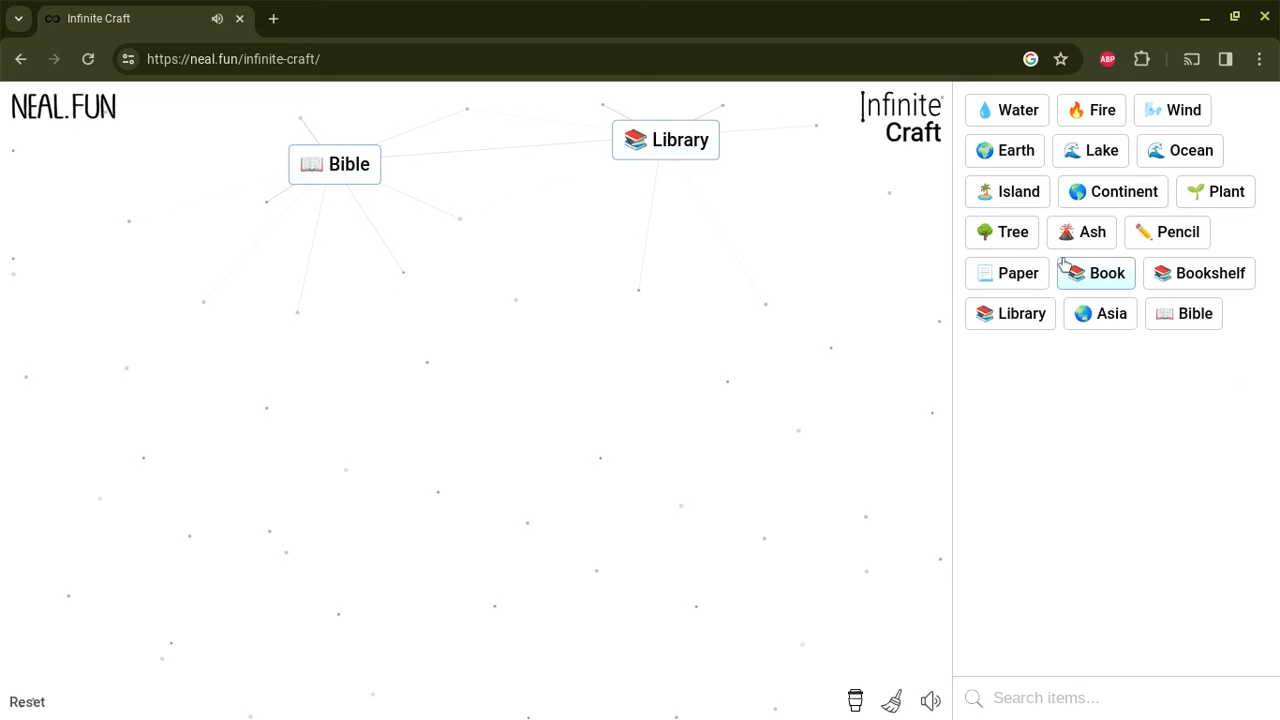 Infinite Craft
https://neal.fun/infinite-craft/
ABP
NEAL.FUN
Infinite
Craft
Bible
Library
Water
Fire
Wind
Earth
Lake
Ocean
Island
Continent
Plant
Tree
Ash
Pencil
Paper
Book
Bookshelf
Library
Asia
Bible
Reset
Search items...